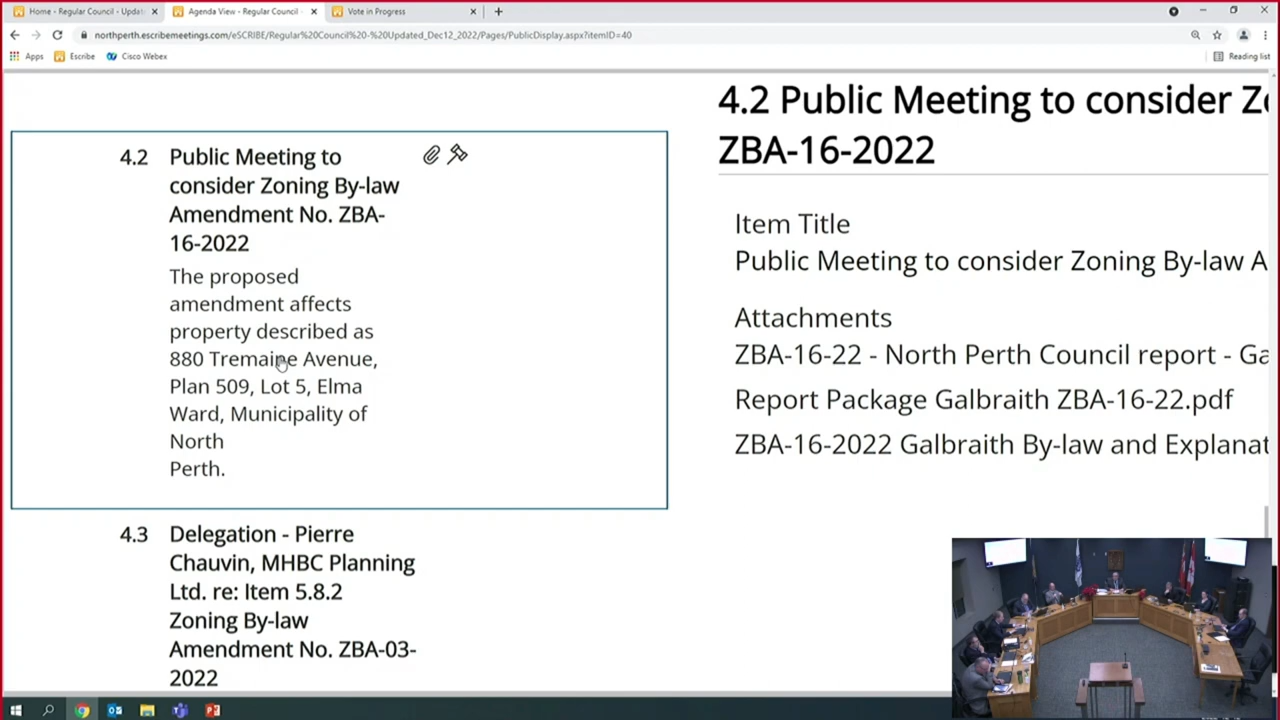 Home - Regular Council - Updat
Agenda View - Regular Council -
Vote in Progress
northperth.escribemeetings.com/eSCRIBE/Regular%20Council%20-%20Updated_Dec12_2022/Pages/PublicDisplay.aspx?itemID=40
Apps
Escribe
Cisco Webex
Reading list
4.2 Public Meeting to
consider Zoning By-law
Amendment No. ZBA-
16-2022
The proposed
amendment affects
property described as
880 Tremaine Avenue,
Plan 509, Lot 5, Elma
Ward, Municipality of
North
Perth.
4.3 Delegation - Pierre
Chauvin, MHBC Planning
Ltd. re: Item 5.8.2
Zoning By-law
Amendment No. ZBA-03-
2022
4.2 Public Meeting to consider Zo
ZBA-16-2022
Item Title
Public Meeting to consider Zoning By-law A
Attachments
ZBA-16-22 - North Perth Council report - Ga
Report Package Galbraith ZBA-16-22.pdf
ZBA-16-2022 Galbraith By-law and Explanat